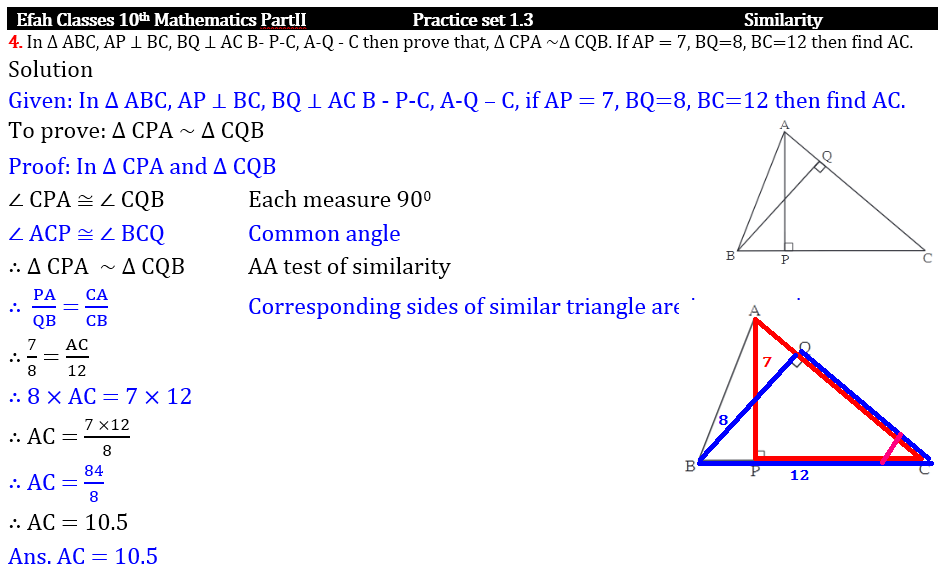 Efah Classes 10th Mathematics PartII Practice set 1.3 Similarity
4. In Δ ABC, AP ⊥ BC, BQ ⊥ AC B- P-C, A-Q - C then prove that, Δ CPA ~Δ CQB. If AP = 7, BQ=8, BC=12 then find AC.
Solution
Given: In Δ ABC, AP ⊥ BC, BQ ⊥ AC B - P-C, A-Q – C, if AP = 7, BQ=8, BC=12 then find AC.
To prove: Δ CPA ~ Δ CQB
Proof: In Δ CPA and Δ CQB
∠ CPA ≅ ∠ CQB Each measure 90⁰
∠ ACP ≅ ∠ BCQ Common angle
∴ Δ CPA ~ Δ CQB AA test of similarity
∴ PA/QB = CA/CB Corresponding sides of similar triangle are
∴ 7/8 = AC/12
∴ 8 × AC = 7 × 12
∴ AC = 7 ×12/8
∴ AC = 84/8
∴ AC = 10.5
Ans. AC = 10.5
A
Q
B
P
C
A
Q
7
8
B
P
C
12